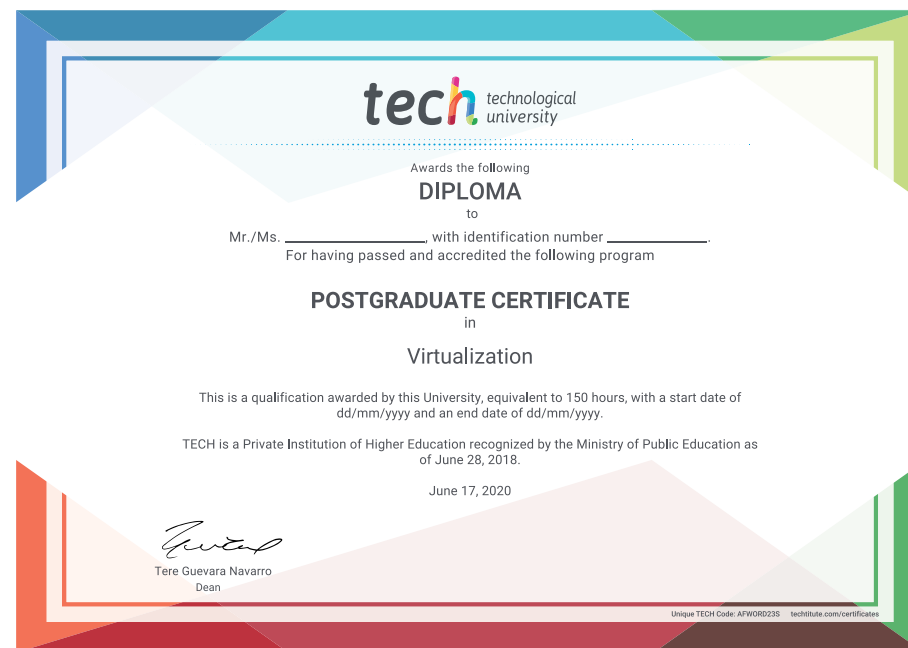 tech technological
university
Awards the following
DIPLOMA
to
Mr./Ms. ____________________, with identification number ______________.
For having passed and accredited the following program
POSTGRADUATE CERTIFICATE
in
Virtualization
This is a qualification awarded by this University, equivalent to 150 hours, with a start date of
dd/mm/yyyy and an end date of dd/mm/yyyy.
TECH is a Private Institution of Higher Education recognized by the Ministry of Public Education as
of June 28, 2018.
June 17, 2020
Tere Guevara Navarro
Dean
Unique TECH Code: AFWORD23S techtitute.com/certificates